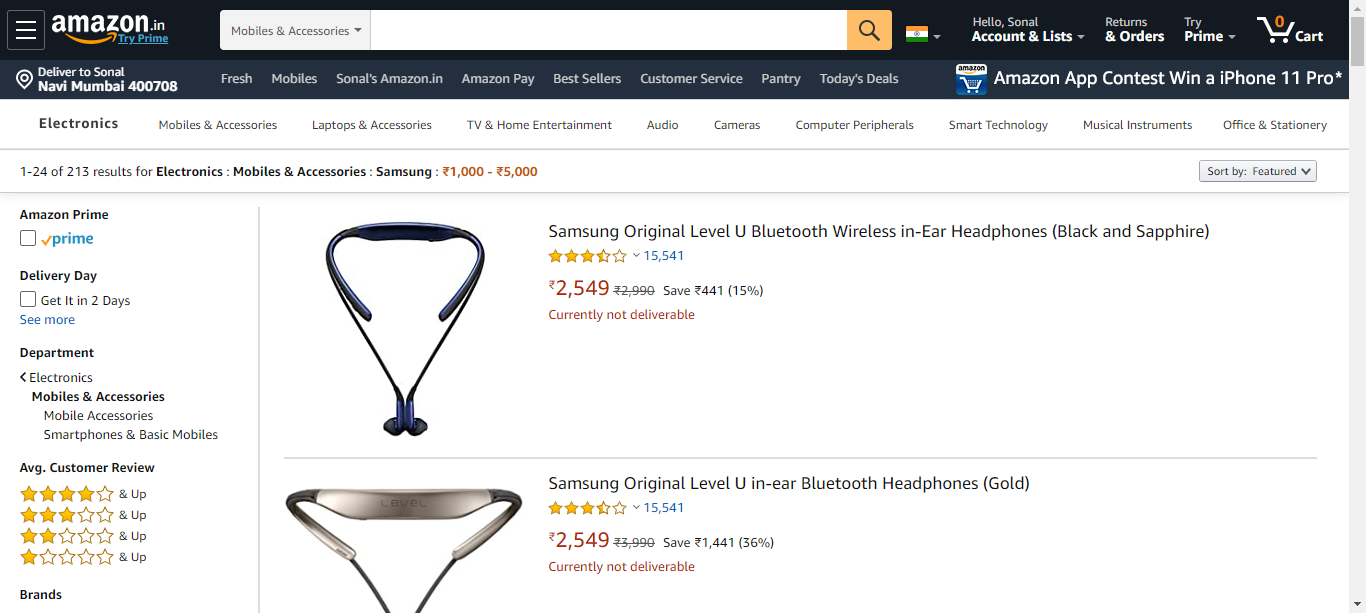 amazon.in
Try Prime
Mobiles & Accessories
Hello, Sonal
Account & Lists
Returns
& Orders
Try
Prime
0
Cart
Deliver to Sonal
Navi Mumbai 400708
Fresh
Mobiles
Sonal's Amazon.in
Amazon Pay
Best Sellers
Customer Service
Pantry
Today's Deals
amazon
Amazon App Contest Win a iPhone 11 Pro*
Electronics
Mobiles & Accessories
Laptops & Accessories
TV & Home Entertainment
Audio
Cameras
Computer Peripherals
Smart Technology
Musical Instruments
Office & Stationery
1-24 of 213 results for Electronics : Mobiles & Accessories : Samsung : ₹1,000 - ₹5,000
Sort by: Featured
Amazon Prime
prime
Delivery Day
Get It in 2 Days
See more
Department
Electronics
Mobiles & Accessories
Mobile Accessories
Smartphones & Basic Mobiles
Avg. Customer Review
& Up
& Up
& Up
& Up
Brands
Samsung Original Level U Bluetooth Wireless in-Ear Headphones (Black and Sapphire)
15,541
₹2,549 ₹2,990 Save ₹441 (15%)
Currently not deliverable
LEVEL
Samsung Original Level U in-ear Bluetooth Headphones (Gold)
15,541
₹2,549 ₹3,990 Save ₹1,441 (36%)
Currently not deliverable